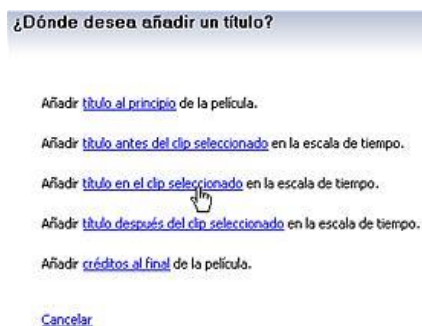 ¿Dónde desea añadir un título?
Añadir título al principio de la película.
Añadir título antes del clip seleccionado en la escala de tiempo.
Añadir título en el clip seleccionado en la escala de tiempo.
Añadir título después del clip seleccionado en la escala de tiempo.
Añadir créditos al final de la película.
Cancelar